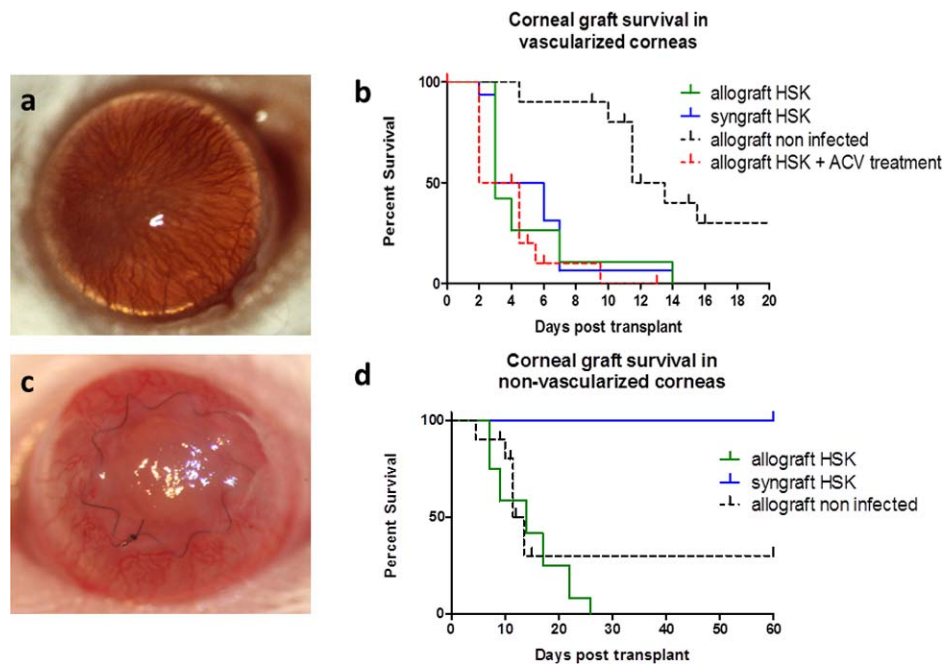 a
b
Corneal graft survival in
vascularized corneas
Percent Survival
100
50
0
0 2 4 6 8 10 12 14 16 18 20
Days post transplant
allograft HSK
syngraft HSK
allograft non infected
allograft HSK + ACV treatment
c
d
Corneal graft survival in
non-vascularized corneas
Percent Survival
100
50
0
0 10 20 30 40 50 60
Days post transplant
allograft HSK
syngraft HSK
allograft non infected